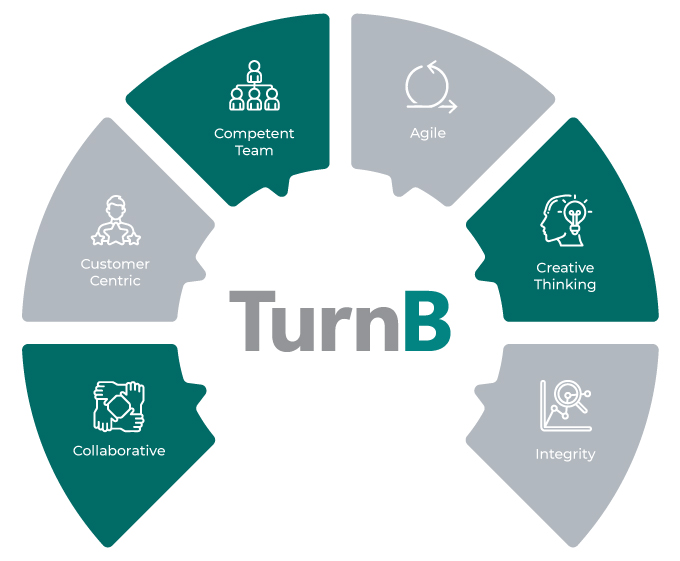 Competent
Team
Agile
Customer
Centric
Creative
Thinking
TurnB
Collaborative
Integrity